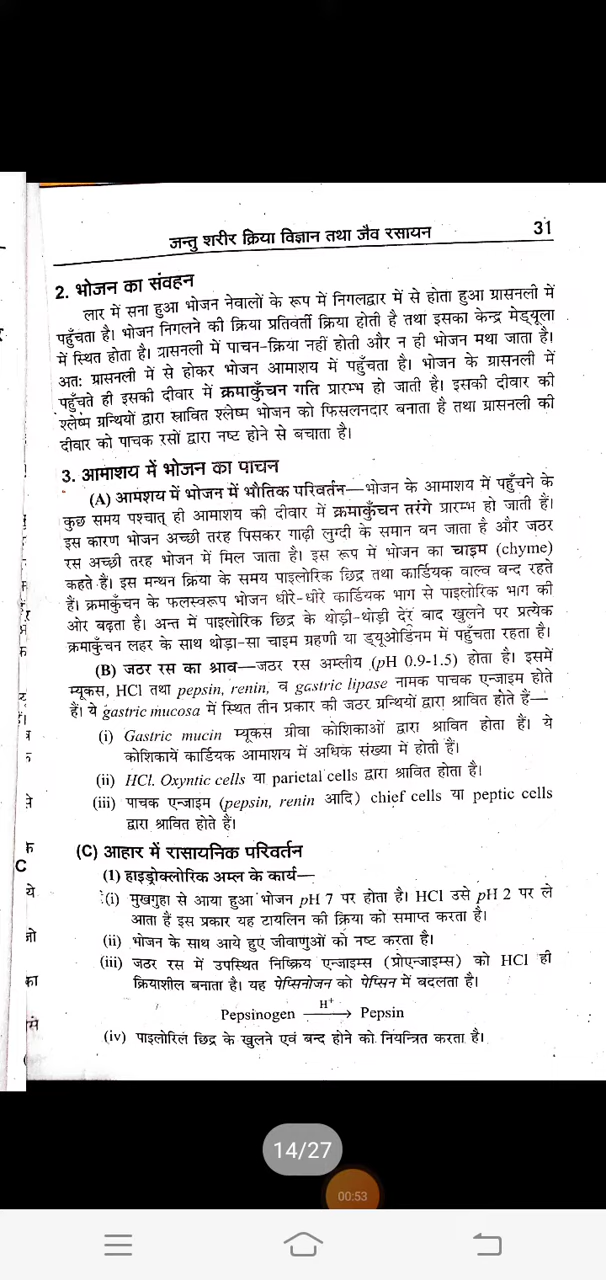 जन्तु शरीर क्रिया विज्ञान तथा जैव रसायन 31
2. भोजन का संवहन
लार में सना हुआ भोजन नेवालों के रूप में निगलद्वार में से होता हुआ ग्रासनली में
पहुँचता है। भोजन निगलने की क्रिया प्रतिवर्ती क्रिया होती है तथा इसका केन्द्र मेड्यूला
में स्थित होता है। ग्रासनली में पाचन-क्रिया नहीं होती और न ही भोजन मथा जाता है।
अतः ग्रासनली में से होकर भोजन आमाशय में पहुँचता है। भोजन के ग्रासनली में
पहुँचते ही इसकी दीवार में क्रमाकुँचन गति प्रारम्भ हो जाती है। इसकी दीवार की
श्लेष्म ग्रन्थियों द्वारा स्रावित श्लेष्म भोजन को फिसलनदार बनाता है तथा ग्रासनली की
दीवार को पाचक रसों द्वारा नष्ट होने से बचाता है।
3. आमाशय में भोजन का पाचन
(A) आमशय में भोजन में भौतिक परिवर्तन—भोजन के आमाशय में पहुँचने के
कुछ समय पश्चात् ही आमाशय की दीवार में क्रमाकुँचन तरंगे प्रारम्भ हो जाती हैं।
इस कारण भोजन अच्छी तरह पिसकर गाढ़ी लुग्दी के समान बन जाता है और जठर
रस अच्छी तरह भोजन में मिल जाता है। इस रूप में भोजन का चाइम (chyme)
कहते हैं। इस मन्थन क्रिया के समय पाइलोरिक छिद्र तथा कार्डियक वाल्व बन्द रहते
हैं। क्रमाकुँचन के फलस्वरूप भोजन धीरे-धीरे कार्डियक भाग से पाइलोरिक भाग की
ओर बढ़ता है। अन्त में पाइलोरिक छिद्र के थोड़ी-थोड़ी देर बाद खुलने पर प्रत्येक
क्रमाकुँचन लहर के साथ थोड़ा-सा चाइम ग्रहणी या ड्यूओडिनम में पहुँचता रहता है।
(B) जठर रस का श्राव—जठर रस अम्लीय (pH 0.9-1.5) होता है। इसमें
म्यूकस, HCl तथा pepsin, renin, व gastric lipase नामक पाचक एन्जाइम होते
हैं। ये gastric mucosa में स्थित तीन प्रकार की जठर ग्रन्थियों द्वारा श्रावित होते हैं—
(i) Gastric mucin म्यूकस ग्रीवा कोशिकाओं द्वारा श्रावित होता हैं। ये
कोशिकायें कार्डियक आमाशय में अधिक संख्या में होती हैं।
(ii) HCl. Oxyntic cells या parietal cells द्वारा श्रावित होता है।
(iii) पाचक एन्जाइम (pepsin, renin आदि) chief cells या peptic cells
द्वारा श्रावित होते हैं।
(C) आहार में रासायनिक परिवर्तन
(1) हाइड्रोक्लोरिक अम्ल के कार्य—
(i) मुखगुहा से आया हुआ भोजन pH 7 पर होता है। HCl उसे pH 2 पर ले
आता हैं इस प्रकार यह टायलिन की क्रिया को समाप्त करता है।
(ii) भोजन के साथ आये हुए जीवाणुओं को नष्ट करता है।
(iii) जठर रस में उपस्थित निष्क्रिय एन्जाइम्स (प्रोएन्जाइम्स) को HCl ही
क्रियाशील बनाता है। यह पेप्सिनोजन को पेप्सिन में बदलता है।
Pepsinogen H⁺⟶ Pepsin
(iv) पाइलोरिल छिद्र के खुलने एवं बन्द होने को नियन्त्रित करता है।
14/27
00:53